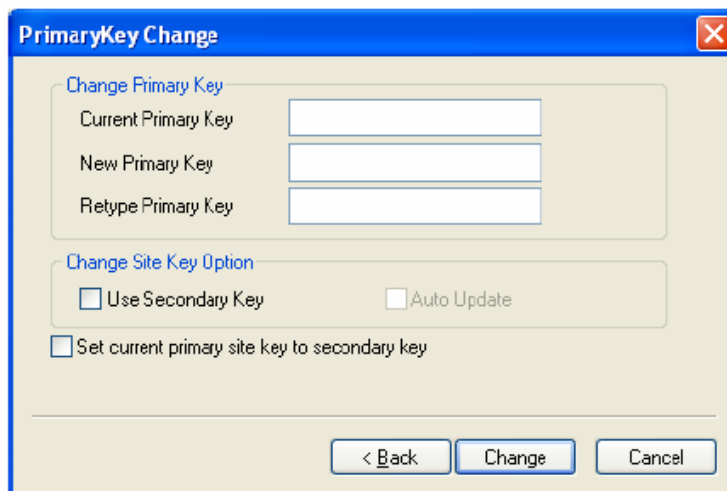 PrimaryKey Change
Change Primary Key
Current Primary Key
New Primary Key
Retype Primary Key
Change Site Key Option
Use Secondary Key Auto Update
Set current primary site key to secondary key
< Back Change Cancel